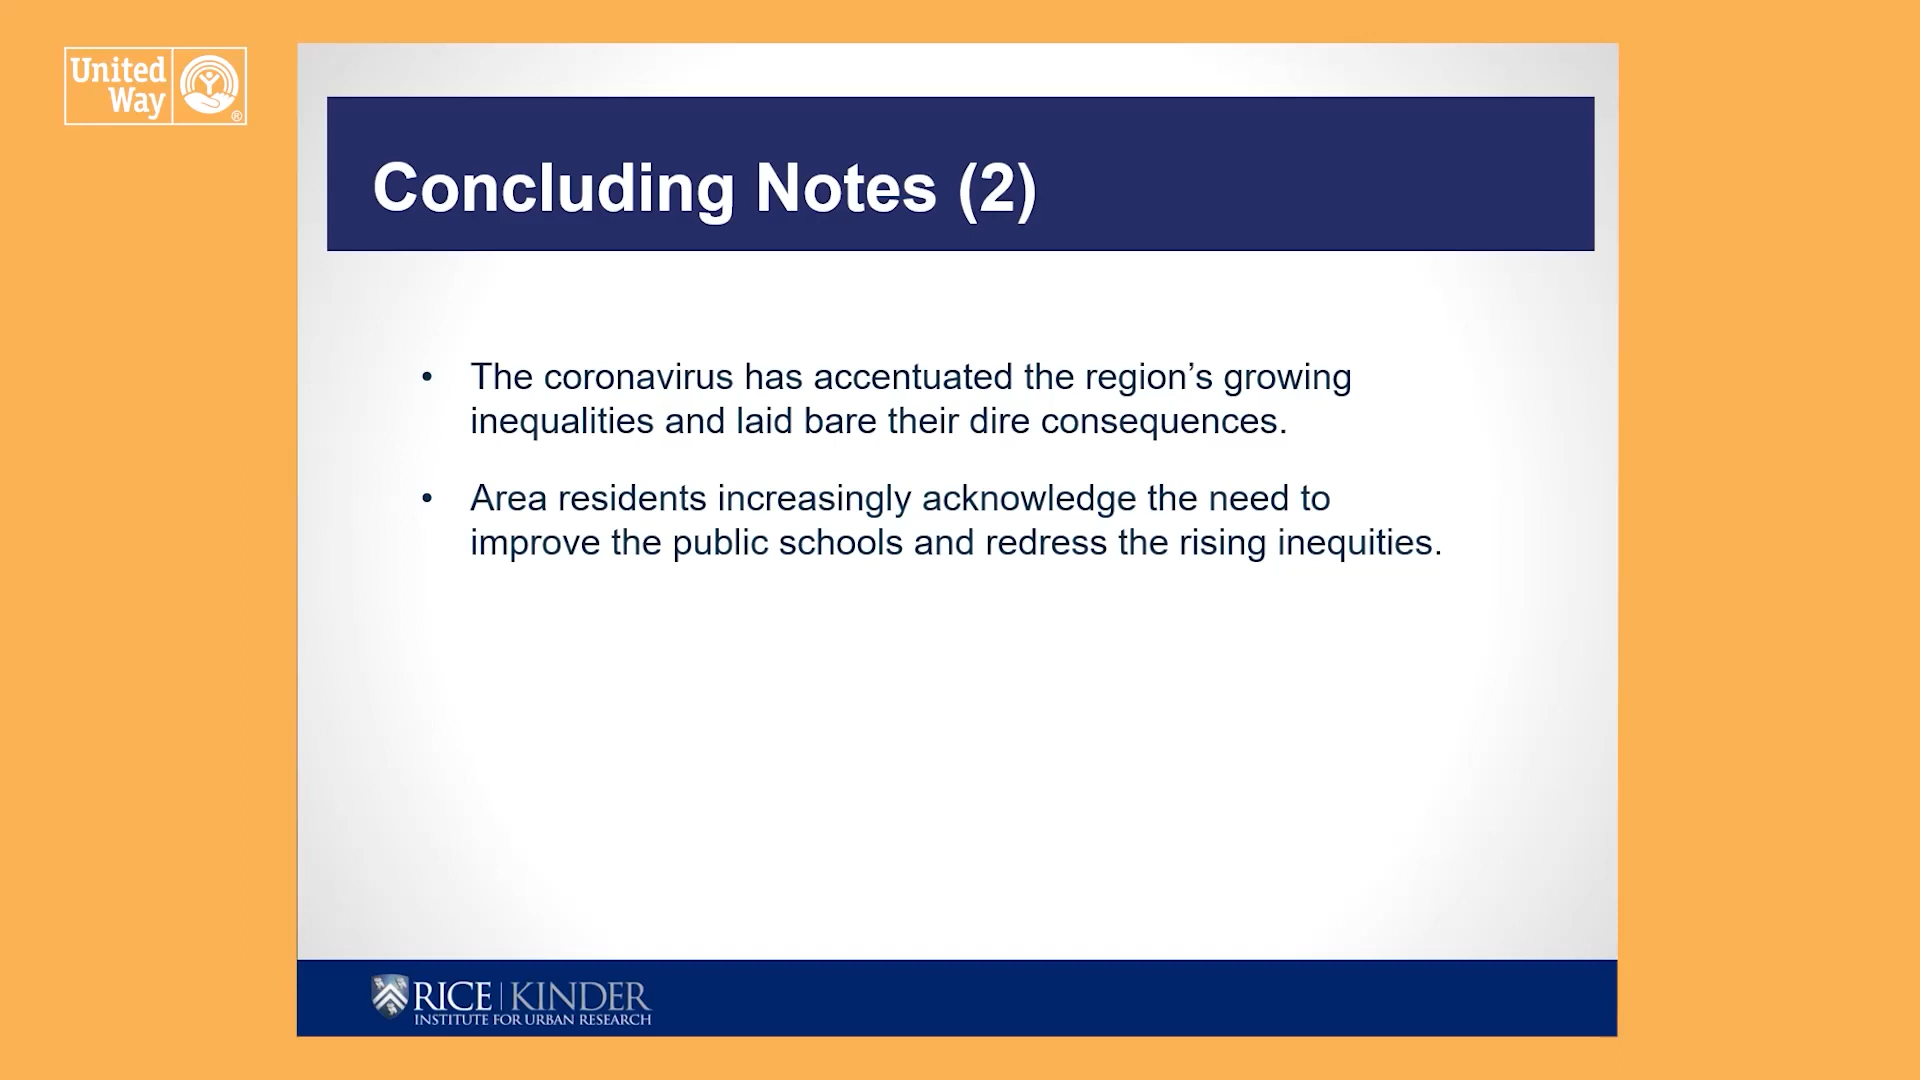 United
Way
®
Concluding Notes (2)
• The coronavirus has accentuated the region’s growing
inequalities and laid bare their dire consequences.
• Area residents increasingly acknowledge the need to
improve the public schools and redress the rising inequities.
RICE | KINDER
INSTITUTE FOR URBAN RESEARCH